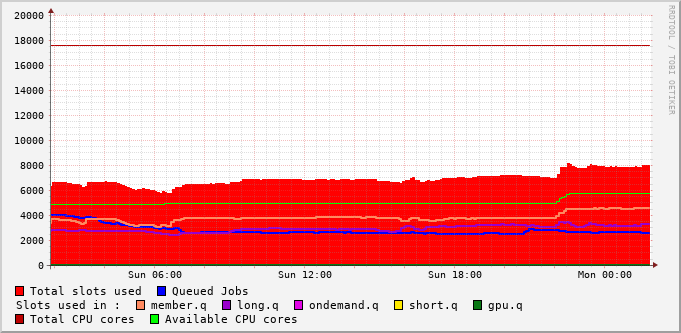 20000
18000
16000
14000
12000
10000
8000
6000
4000
2000
0
Sun 06:00 Sun 12:00 Sun 18:00 Mon 00:00
Total slots used Queued Jobs
Slots used in : member.q long.q ondemand.q short.q gpu.q
Total CPU cores Available CPU cores
RRDTOOL / TOBI OETIKER